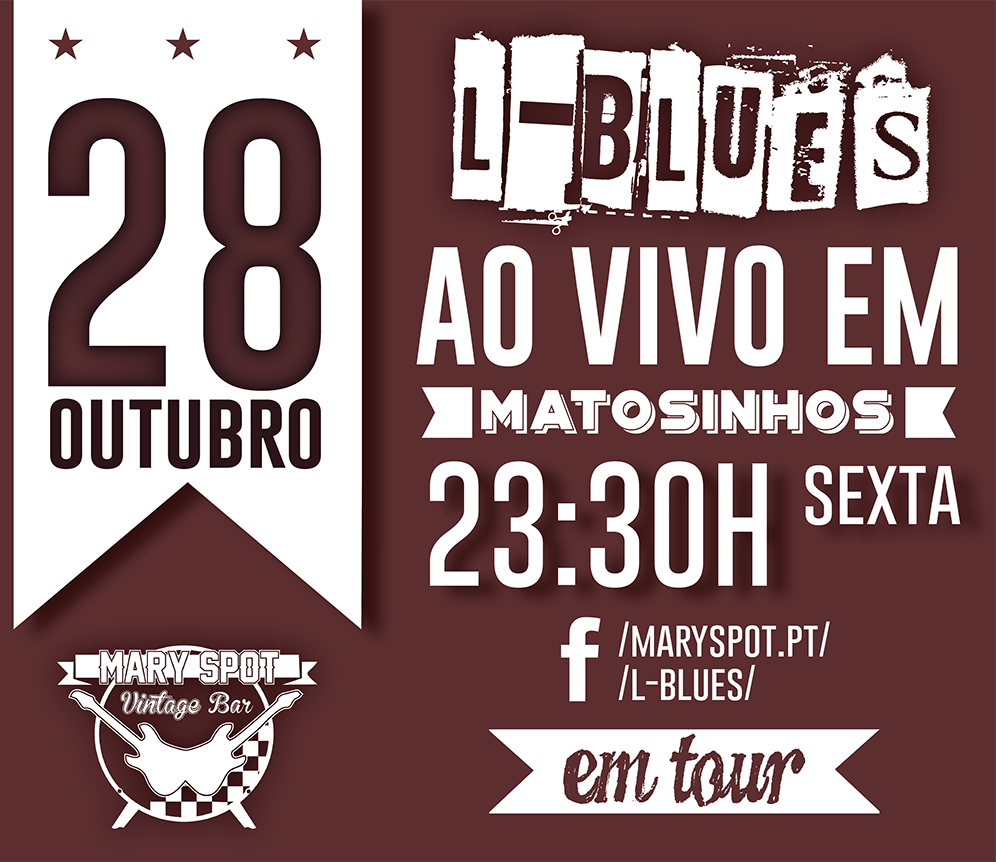 28
OUTUBRO
L-BLUES
AO VIVO EM
MATOSINHOS
23:30H SEXTA
f /MARYSPOT.PT/
/L-BLUES/
em tour
MARY SPOT
Vintage Bar